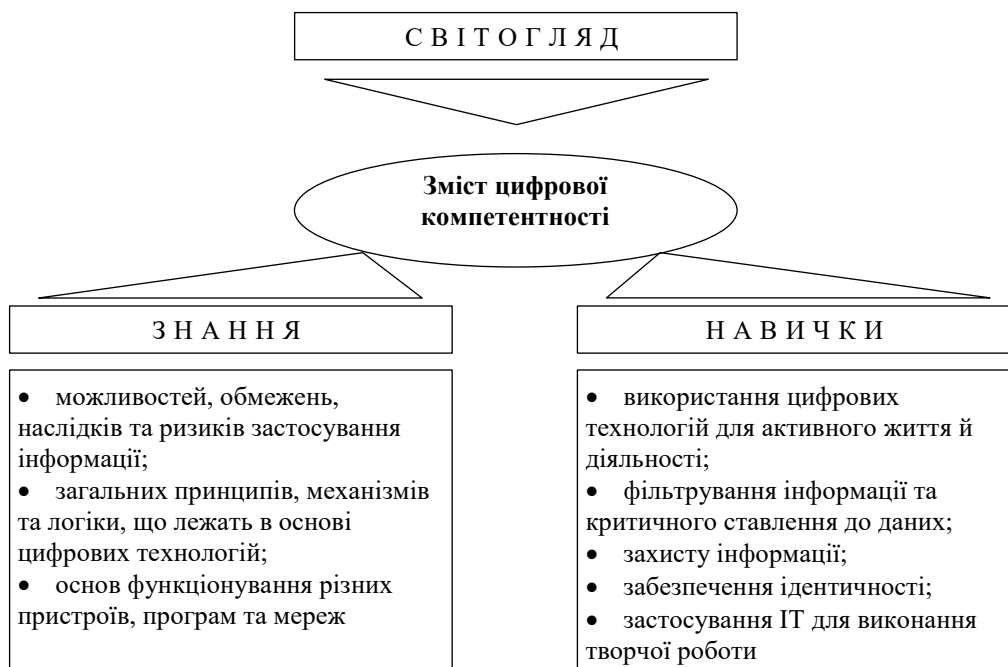 С В І Т О Г Л Я Д
Зміст цифрової
компетентності
З Н А Н Н Я
• можливостей, обмежень,
наслідків та ризиків застосування
інформації;
• загальних принципів, механізмів
та логіки, що лежать в основі
цифрових технологій;
• основ функціонування різних
пристроїв, програм та мереж
Н А В И Ч К И
• використання цифрових
технологій для активного життя й
діяльності;
• фільтрування інформації та
критичного ставлення до даних;
• захисту інформації;
• забезпечення ідентичності;
• застосування ІТ для виконання
творчої роботи